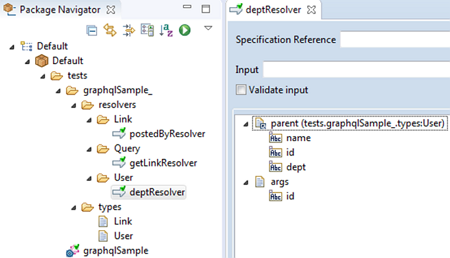 Package Navigator
Default
Default
tests
graphqlSample_
resolvers
Link
postedByResolver
Query
getLinkResolver
User
deptResolver
types
Link
User
graphqlSample
deptResolver
Specification Reference
Input
Validate input
parent (tests.graphqlSample_.types:User)
Abc name
Abc id
Abc dept
args
Abc id